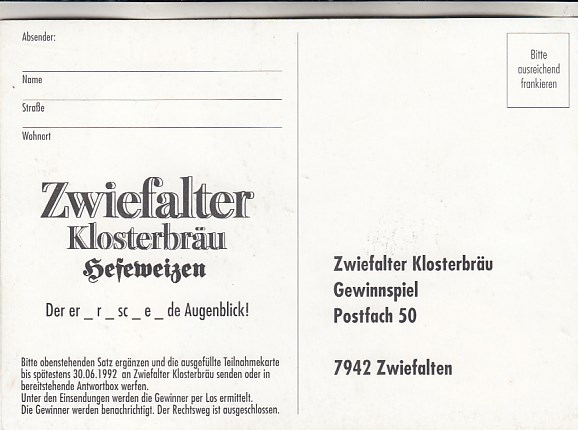 Absender:
Name
Straße
Wohnort
Zwiefalter
Klosterbräu
Hefeweizen
Der er _ r _ sc _ e _ de Augenblick!
Bitte obenstehenden Satz ergänzen und die ausgefüllte Teilnahmekarte
bis spätestens 30.06.1992 an Zwiefalter Klosterbräu senden oder in
bereitstehende Antwortbox werfen.
Unter den Einsendungen werden die Gewinner per Los ermittelt.
Die Gewinner werden benachrichtigt. Der Rechtsweg ist ausgeschlossen.
Bitte
ausreichend
frankieren
Zwiefalter Klosterbräu
Gewinnspiel
Postfach 50
7942 Zwiefalten